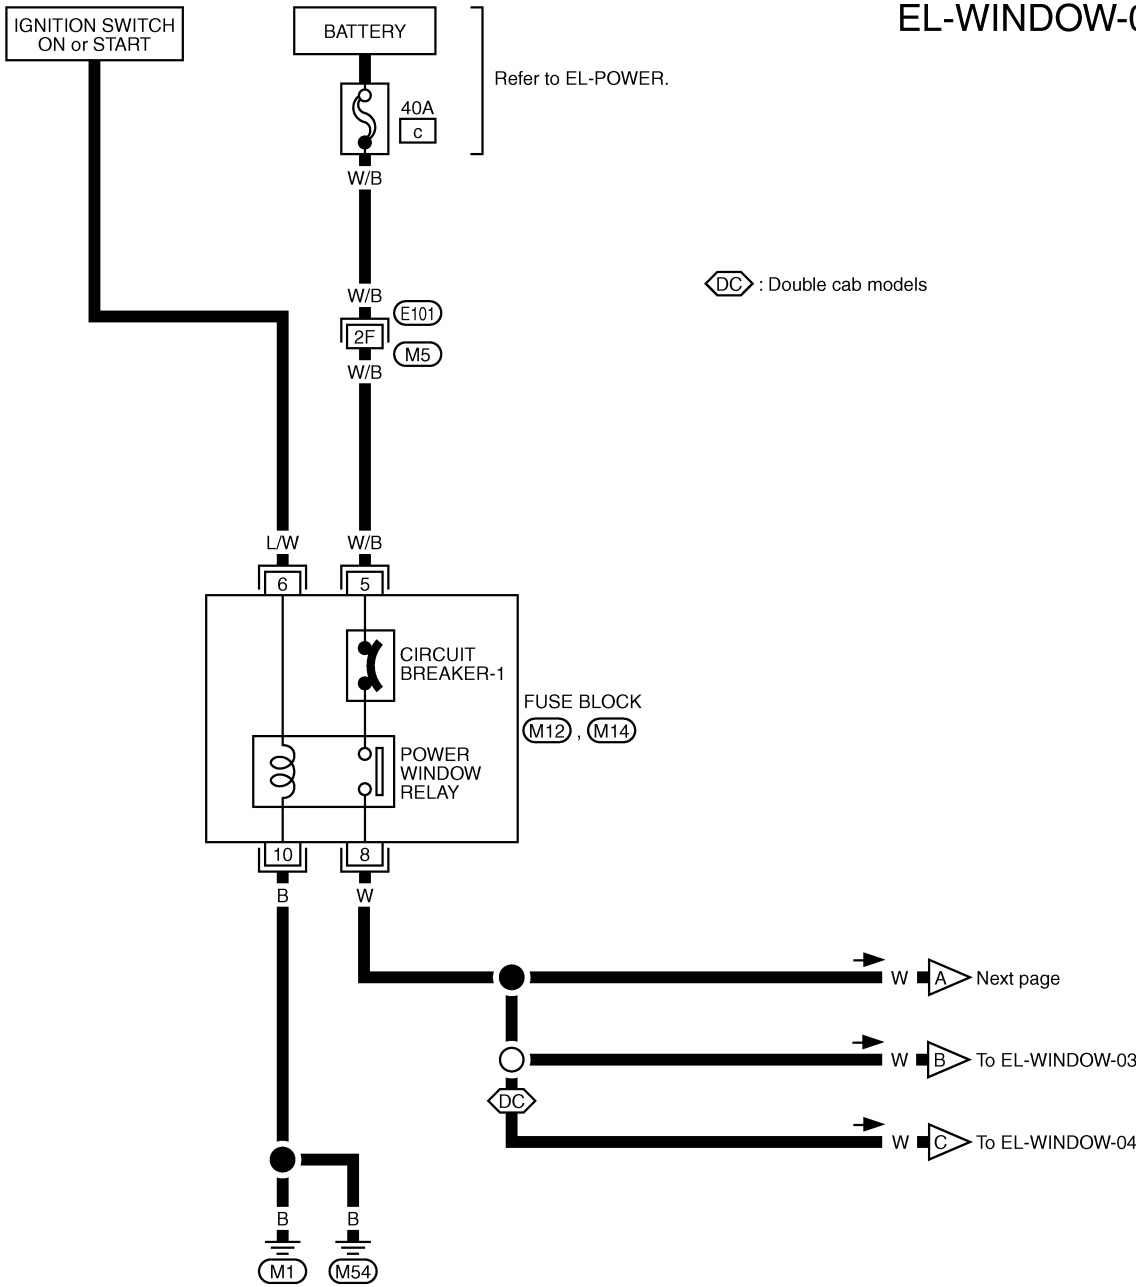 EL-WINDOW-0
IGNITION SWITCH
ON or START
BATTERY
Refer to EL-POWER.
40A
c
W/B
W/B
E101
2F
M5
W/B
DC : Double cab models
L/W
W/B
6
5
CIRCUIT
BREAKER-1
FUSE BLOCK
M12 , M14
POWER
WINDOW
RELAY
10
8
B
W
W
A
Next page
W
B
To EL-WINDOW-03
DC
W
C
To EL-WINDOW-04
B
B
M1
M54